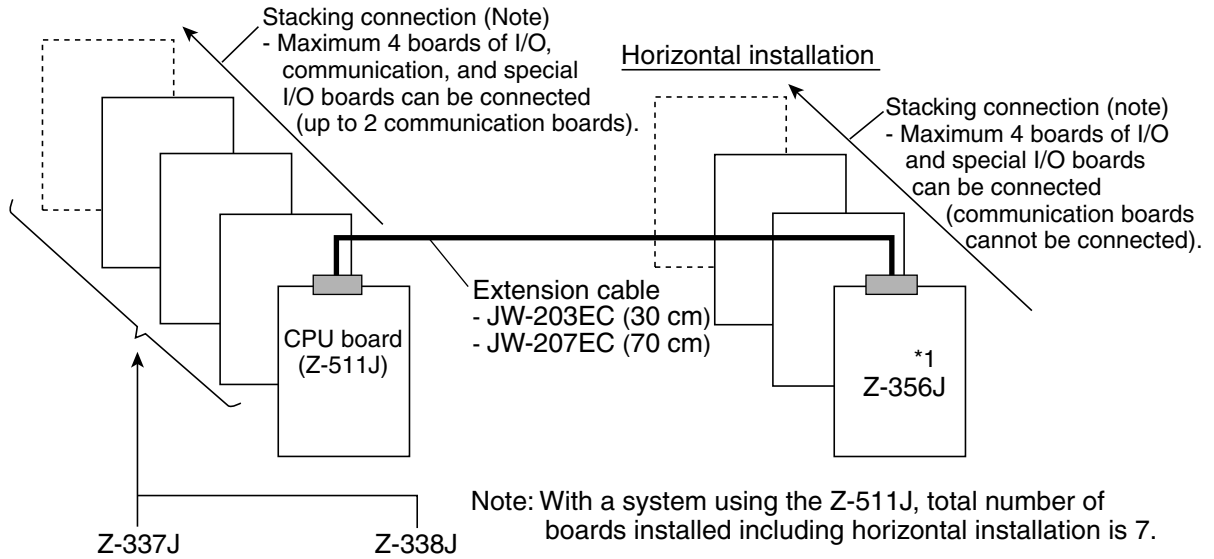 Stacking connection (Note)
- Maximum 4 boards of I/O,
communication, and special
I/O boards can be connected
(up to 2 communication boards).
Horizontal installation
Stacking connection (note)
- Maximum 4 boards of I/O
and special I/O boards
can be connected
(communication boards
cannot be connected).
Extension cable
- JW-203EC (30 cm)
- JW-207EC (70 cm)
CPU board
(Z-511J)
*1
Z-356J
Note: With a system using the Z-511J, total number of
boards installed including horizontal installation is 7.
Z-337J
Z-338J